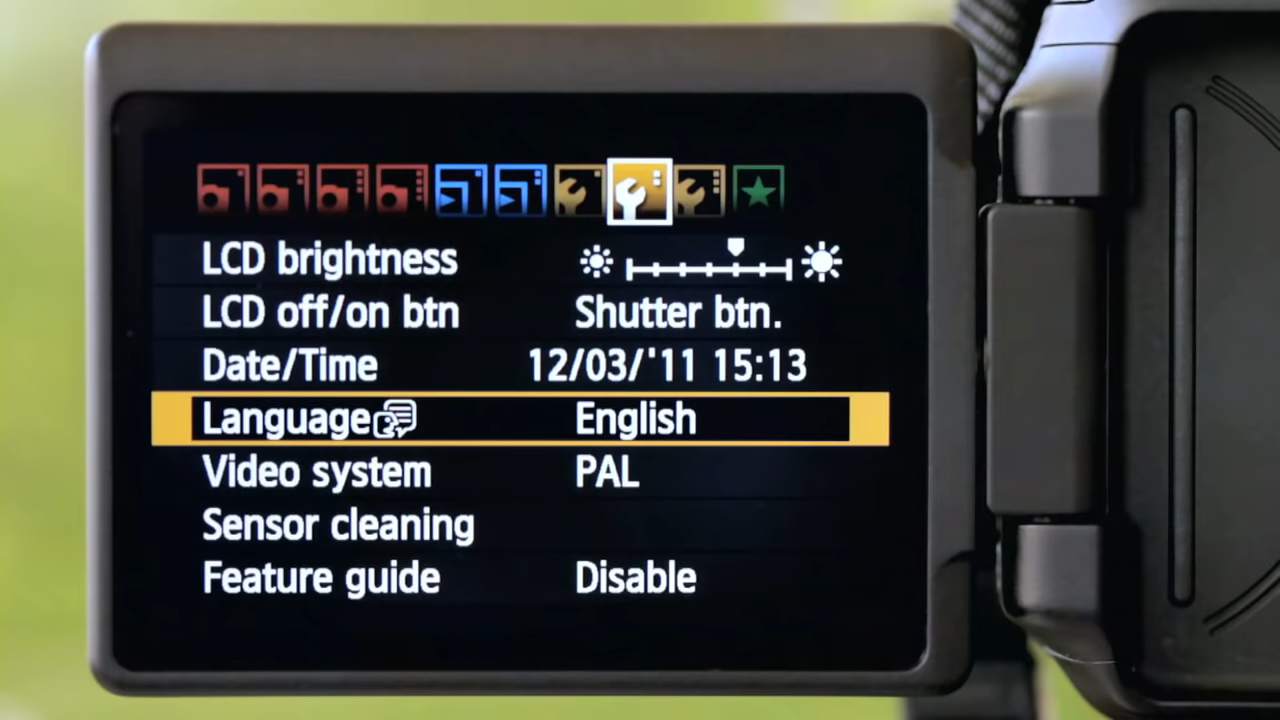 LCD brightness
LCD off/on btn Shutter btn.
Date/Time 12/03/'11 15:13
Language English
Video system PAL
Sensor cleaning
Feature guide Disable